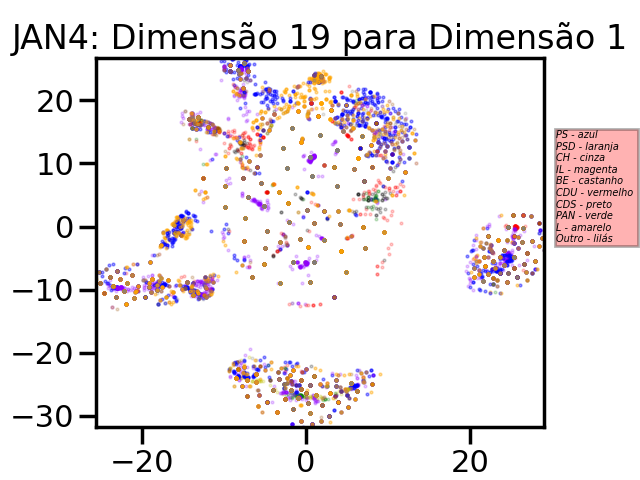 JAN4: Dimensão 19 para Dimensão 1
20
10
0
−10
−20
−30
−20
0
20
PS - azul
PSD - laranja
CH - cinza
IL - magenta
BE - castanho
CDU - vermelho
CDS - preto
PAN - verde
L - amarelo
Outro - lilás